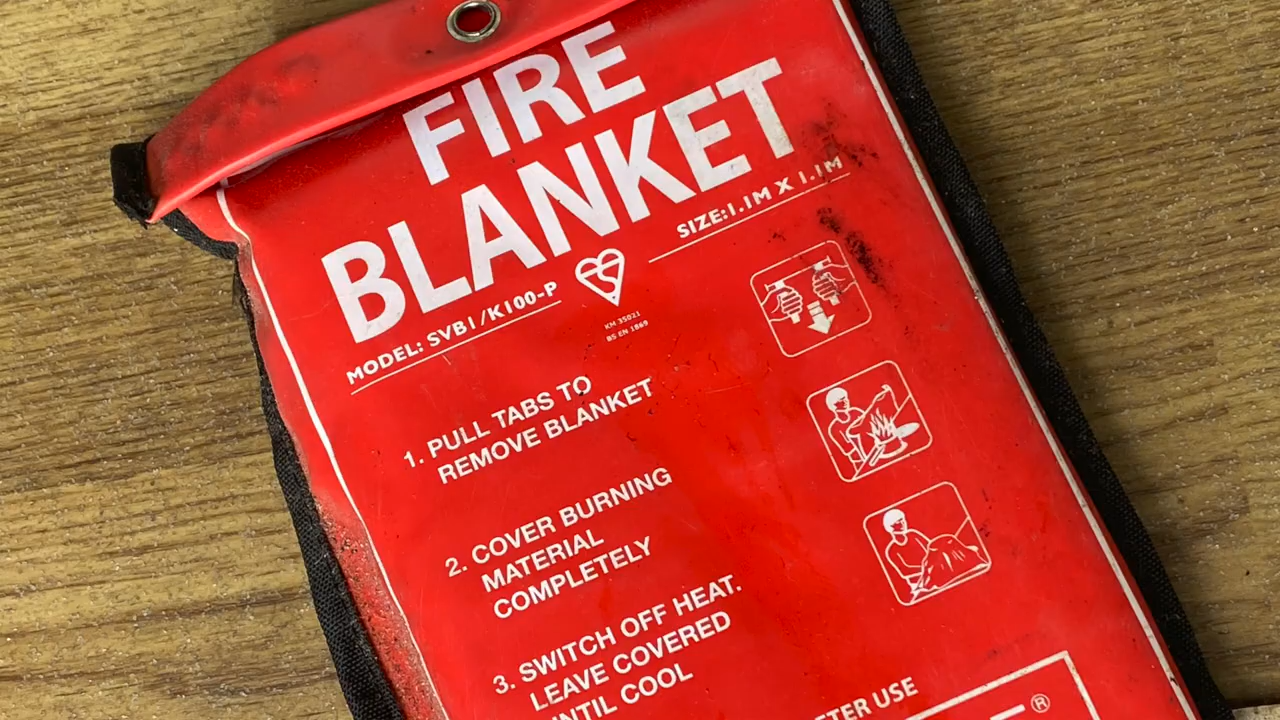 FIRE
BLANKET
MODEL: SVB1/K100-P
SIZE:1.1M X 1.1M
KM 35021
BS EN 1869
1. PULL TABS TO
REMOVE BLANKET
2. COVER BURNING
MATERIAL
COMPLETELY
3. SWITCH OFF HEAT.
LEAVE COVERED
UNTIL COOL
USE
®